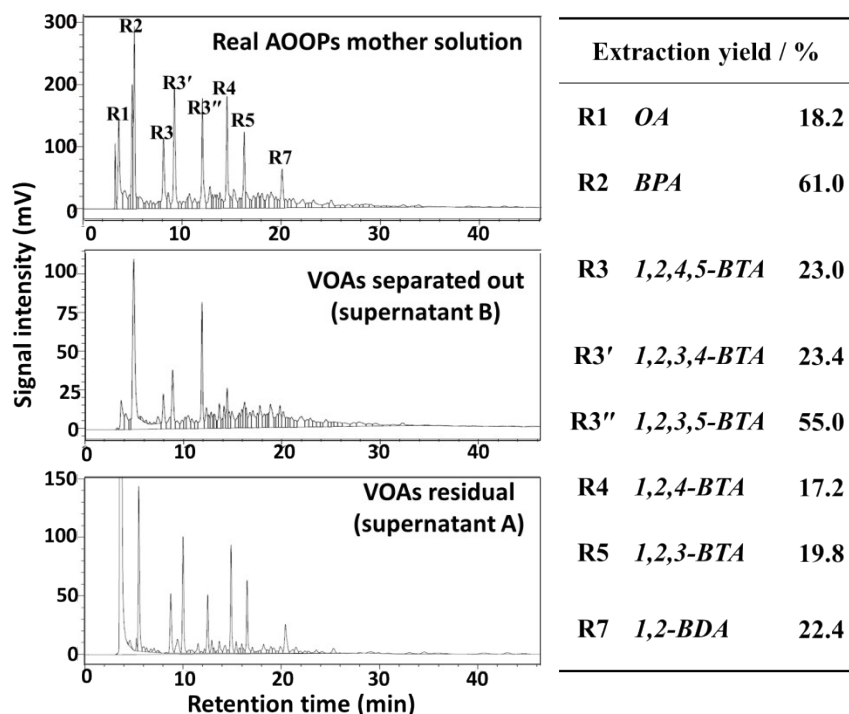 Real AOOPs mother solution
R1
R2
R3
R3′
R3″
R4
R5
R7
300
200
100
0
0 10 20 30 40
VOAs separated out
(supernatant B)
100
75
50
25
0
0 10 20 30 40
VOAs residual
(supernatant A)
150
100
50
0
0 10 20 30 40
Signal intensity (mV)
Retention time (min)
Extraction yield / %
R1 OA 18.2
R2 BPA 61.0
R3 1,2,4,5-BTA 23.0
R3′ 1,2,3,4-BTA 23.4
R3″ 1,2,3,5-BTA 55.0
R4 1,2,4-BTA 17.2
R5 1,2,3-BTA 19.8
R7 1,2-BDA 22.4